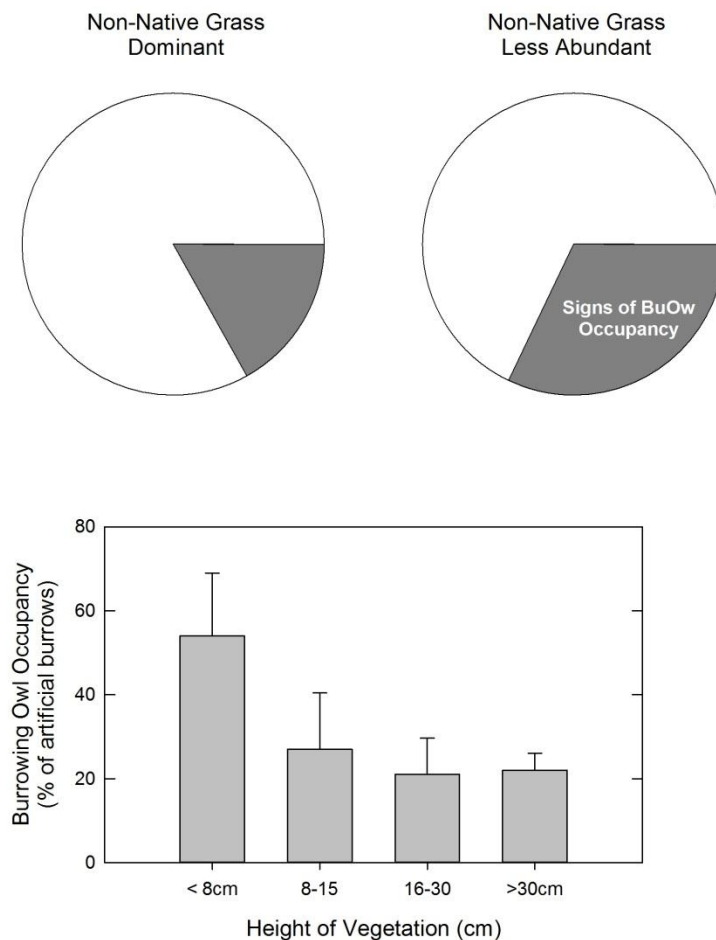 Non-Native Grass
Dominant
Non-Native Grass
Less Abundant
Signs of BuOw
Occupancy
Burrowing Owl Occupancy
(% of artificial burrows)
80
60
40
20
0
< 8cm
8-15
16-30
>30cm
Height of Vegetation (cm)